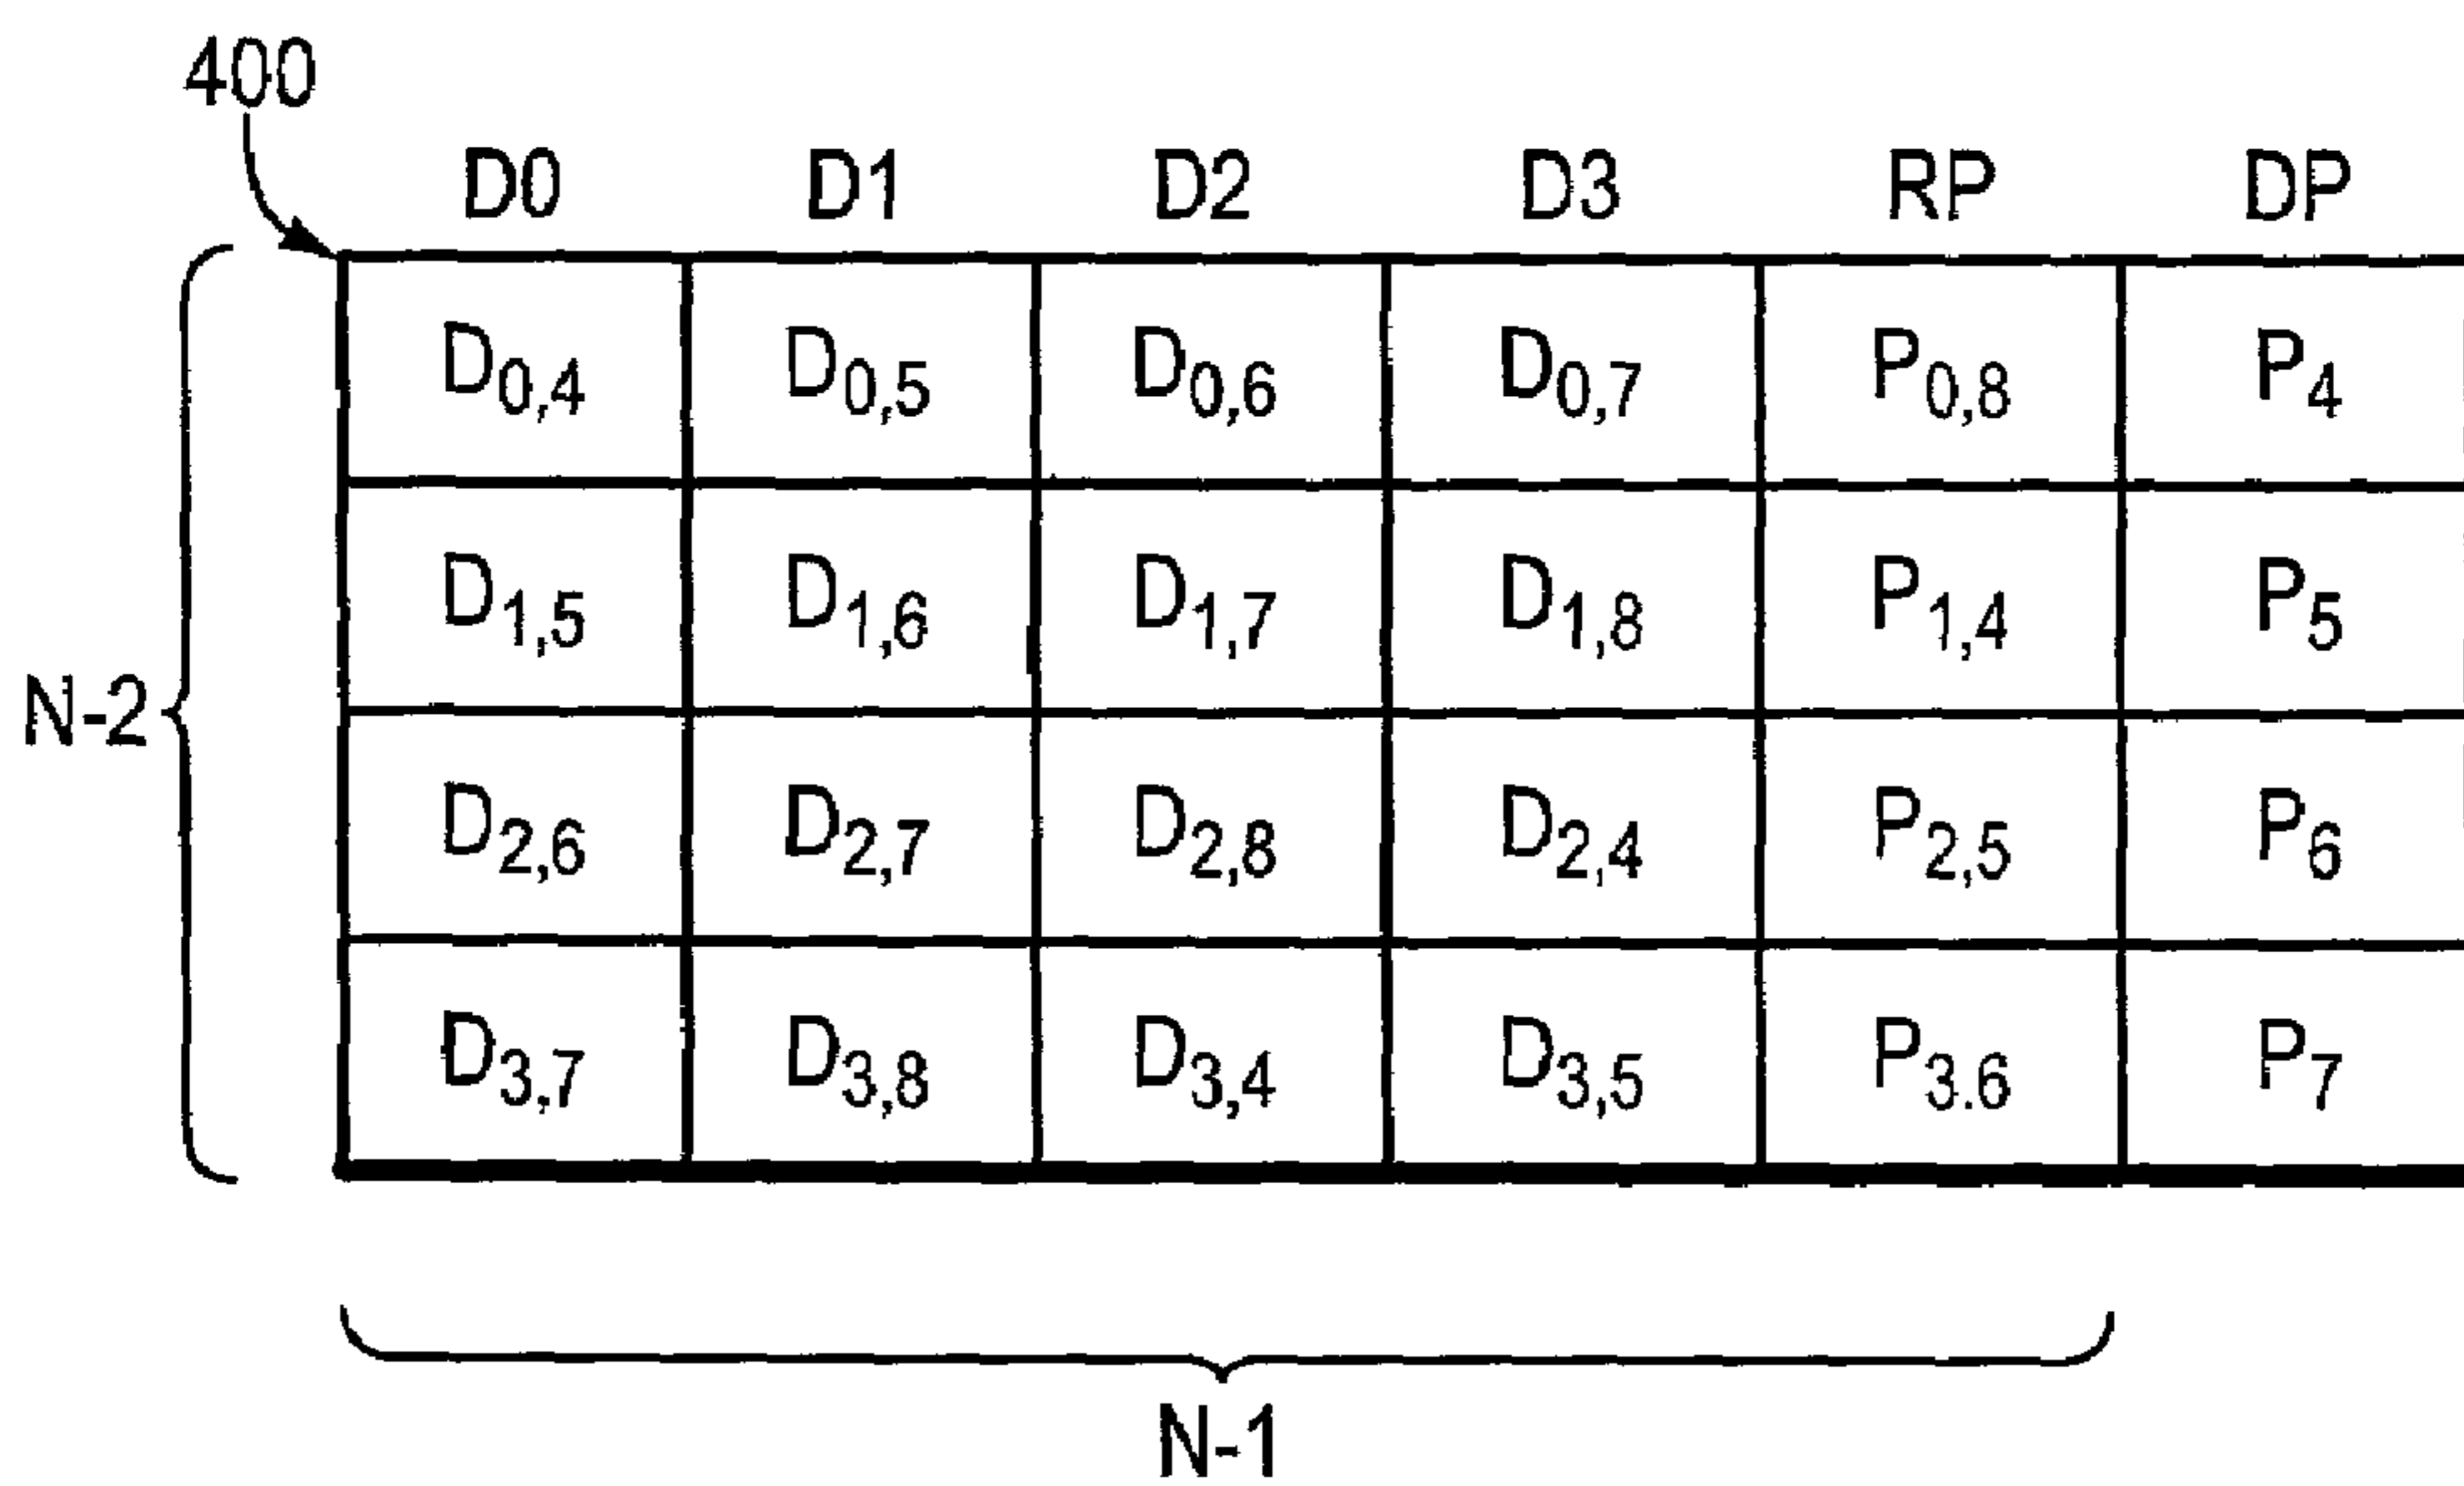 400
D0 D1 D2 D3 RP DP
D0,4 D0,5 D0,6 D0,7 P0,8 P4
D1,5 D1,6 D1,7 D1,8 P1,4 P5
N-2
D2,6 D2,7 D2,8 D2,4 P2,5 P6
D3,7 D3,8 D3,4 D3,5 P3.6 P7
N-1